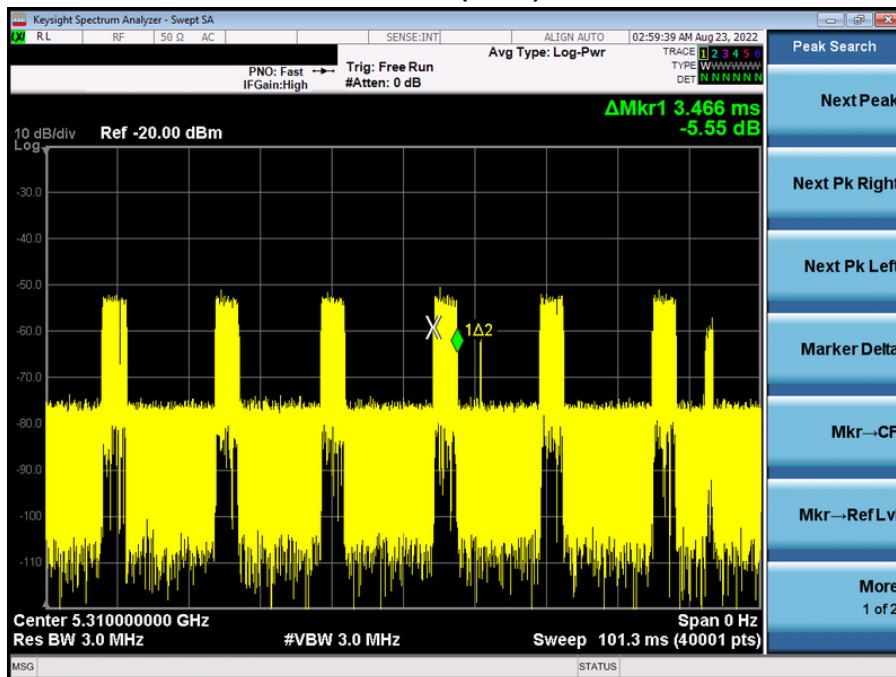 Keysight Spectrum Analyzer - Swept SA
LXI RL RF 50 Ω AC SENSE:INT ALIGN AUTO 02:59:39 AM Aug 23, 2022
Avg Type: Log-Pwr TRACE 1 2 3 4 5 6
PNO: Fast Trig: Free Run TYPE WWWWWW
IFGain:High #Atten: 0 dB DET N N N N N N
ΔMkr1 3.466 ms
-5.55 dB
10 dB/div Ref -20.00 dBm
Log
-30.0
-40.0
-50.0
-60.0
1Δ2
-70.0
-80.0
-90.0
-100
-110
Center 5.310000000 GHz Span 0 Hz
Res BW 3.0 MHz #VBW 3.0 MHz Sweep 101.3 ms (40001 pts)
MSG STATUS
Peak Search
Next Peak
Next Pk Right
Next Pk Left
Marker Delta
Mkr→CF
Mkr→Ref Lvl
More
1 of 2